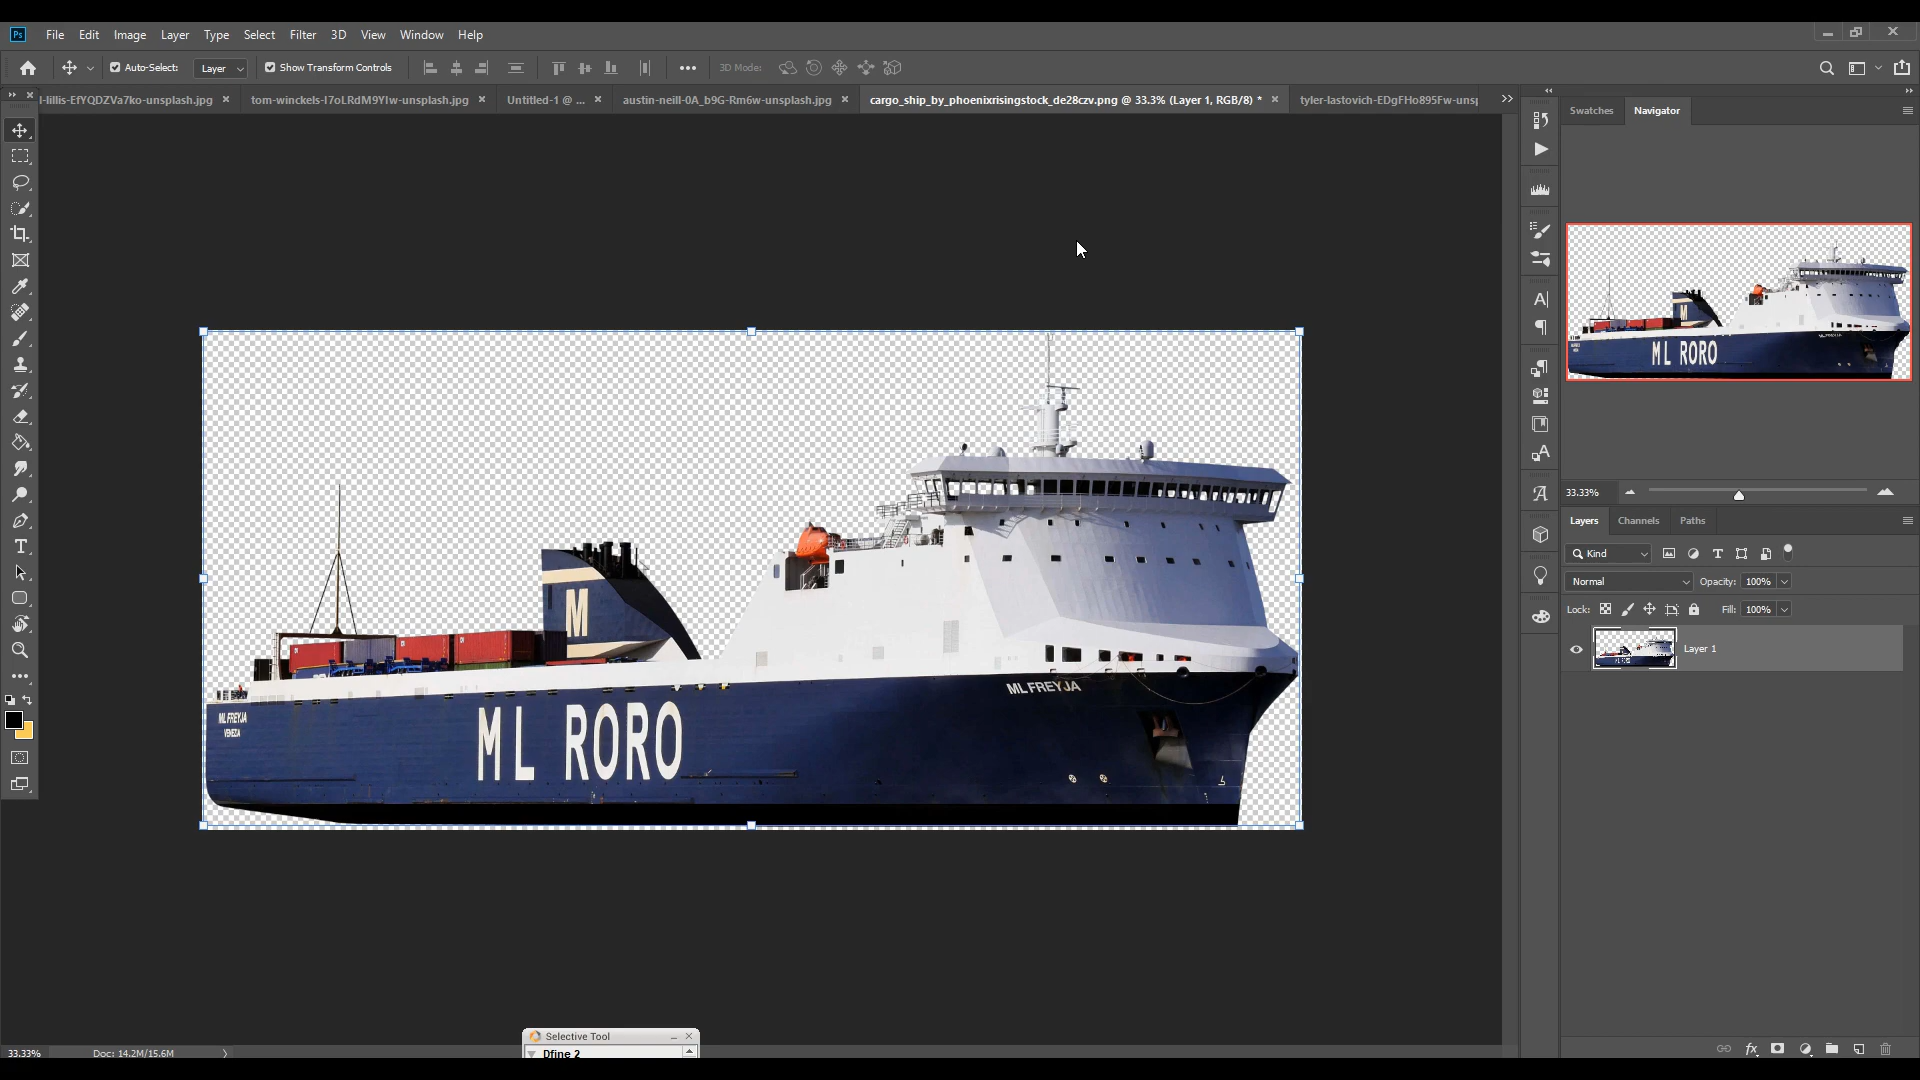 Ps File Edit Image Layer Type Select Filter 3D View Window Help
Auto-Select: Layer Show Transform Controls 3D Mode:
l-lillis-EfYQDZVa7ko-unsplash.jpg tom-winckels-I7oLRdM9YIw-unsplash.jpg Untitled-1 @ ... austin-neill-0A_b9G-Rm6w-unsplash.jpg cargo_ship_by_phoenixrisingstock_de28czv.png @ 33.3% (Layer 1, RGB/8) * tyler-lastovich-EDgFHo895Fw-unsp
Swatches Navigator
ML RORO
33.33%
Layers Channels Paths
Kind
Normal Opacity: 100%
Lock: Fill: 100%
Layer 1
M
ML FREYJA
ML FREYJA
VENEZIA
ML RORO
Selective Tool
33.33% Doc: 14.2M/15.6M
Dfine 2